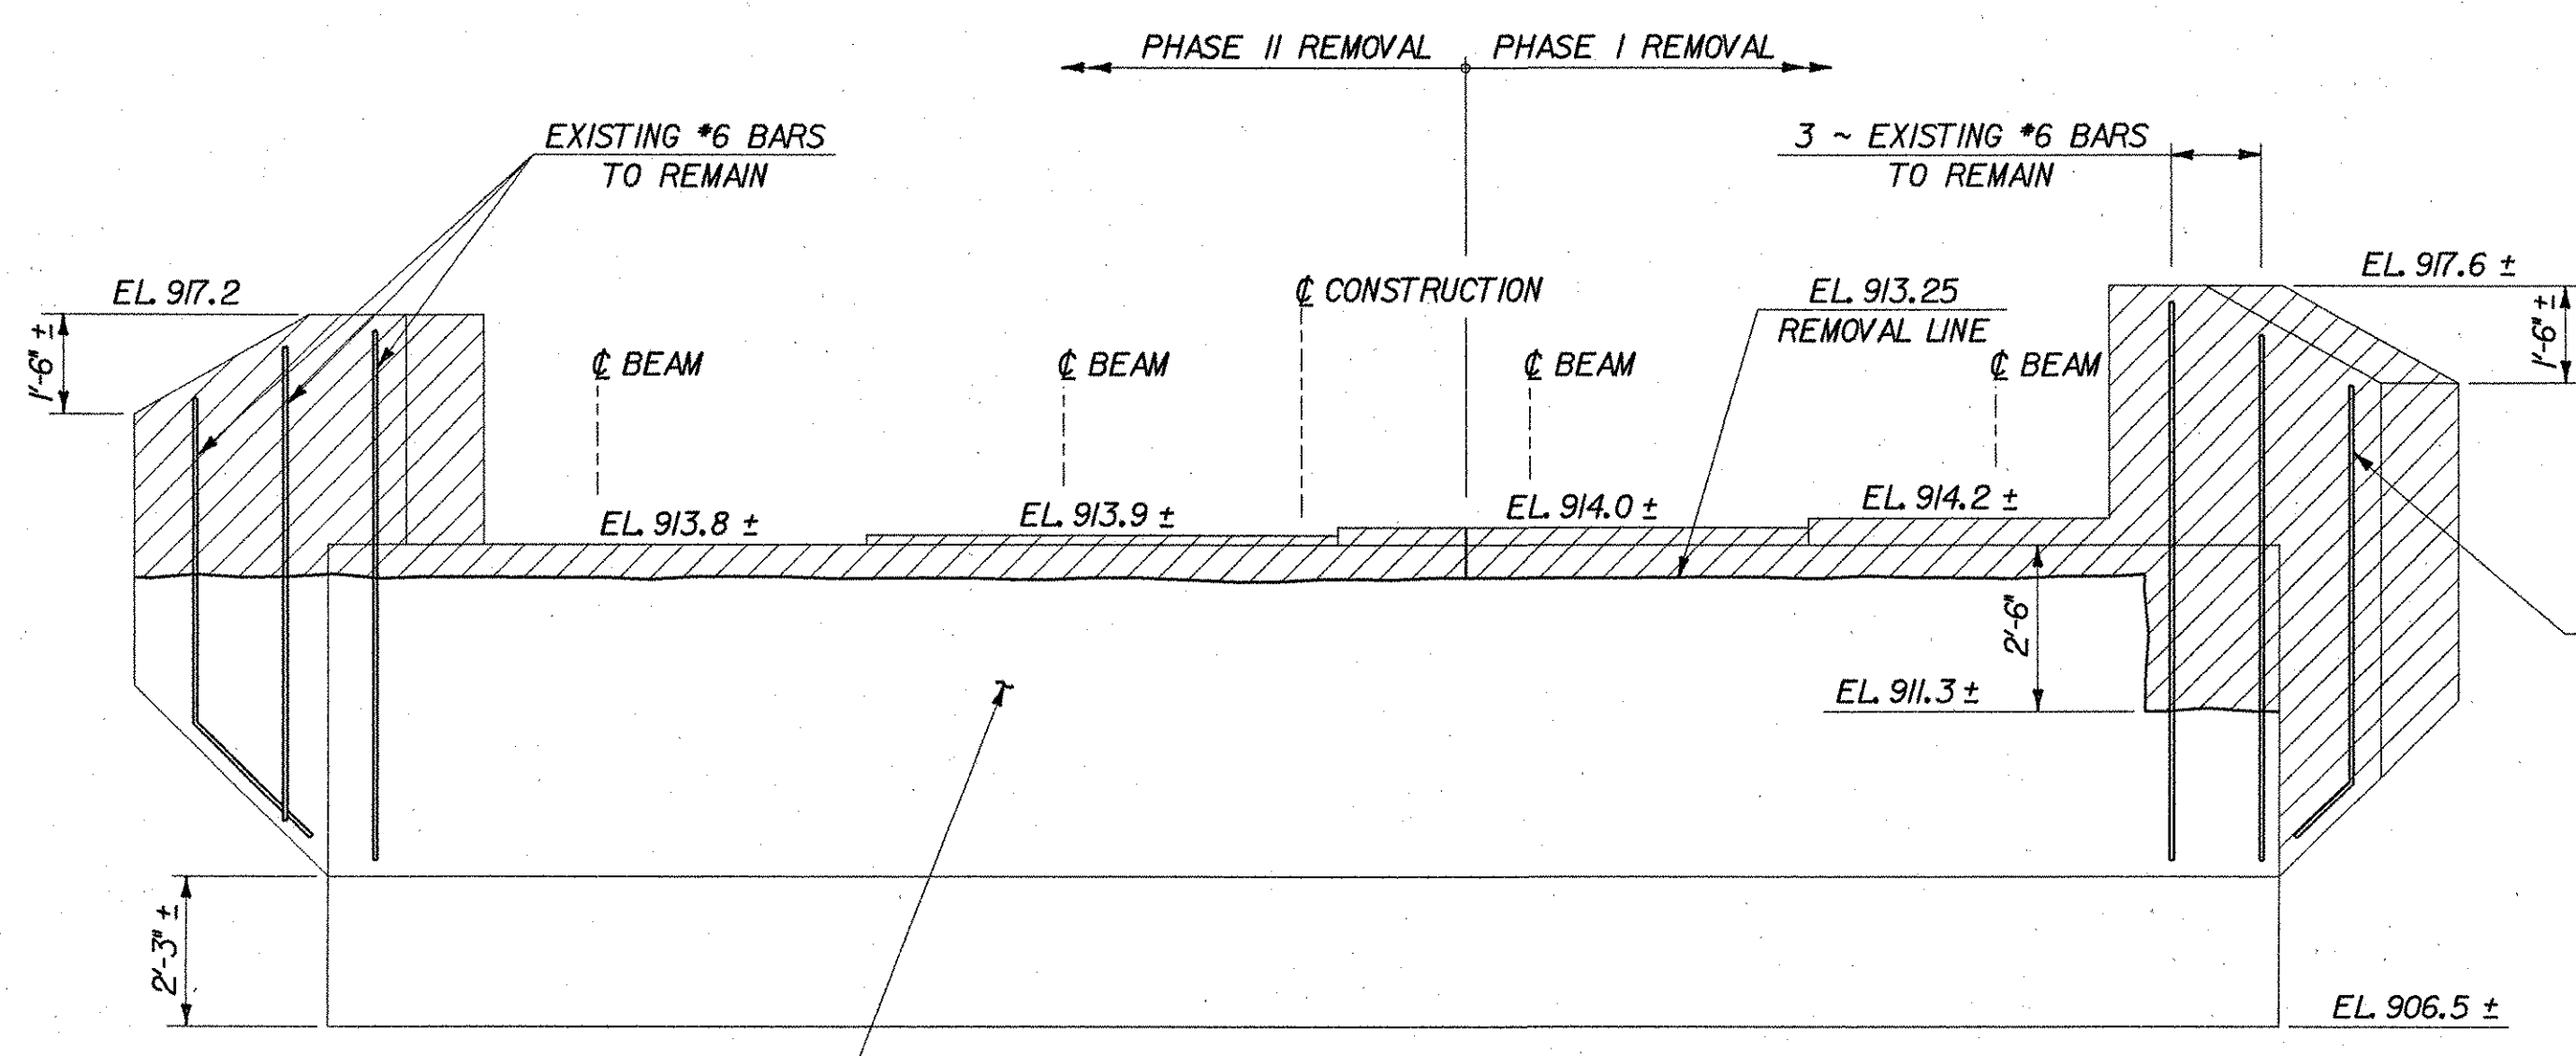 PHASE II REMOVAL
PHASE I REMOVAL
EXISTING #6 BARS
TO REMAIN
3 ~ EXISTING #6 BARS
TO REMAIN
EL. 917.2
EL. 917.6 ±
1'-6" ±
1'-6" ±
℄ CONSTRUCTION
EL. 913.25
REMOVAL LINE
℄ BEAM
℄ BEAM
℄ BEAM
℄ BEAM
EL. 913.8 ±
EL. 913.9 ±
EL. 914.0 ±
EL. 914.2 ±
2'-6"
EL. 911.3 ±
2'-3" ±
EL. 906.5 ±